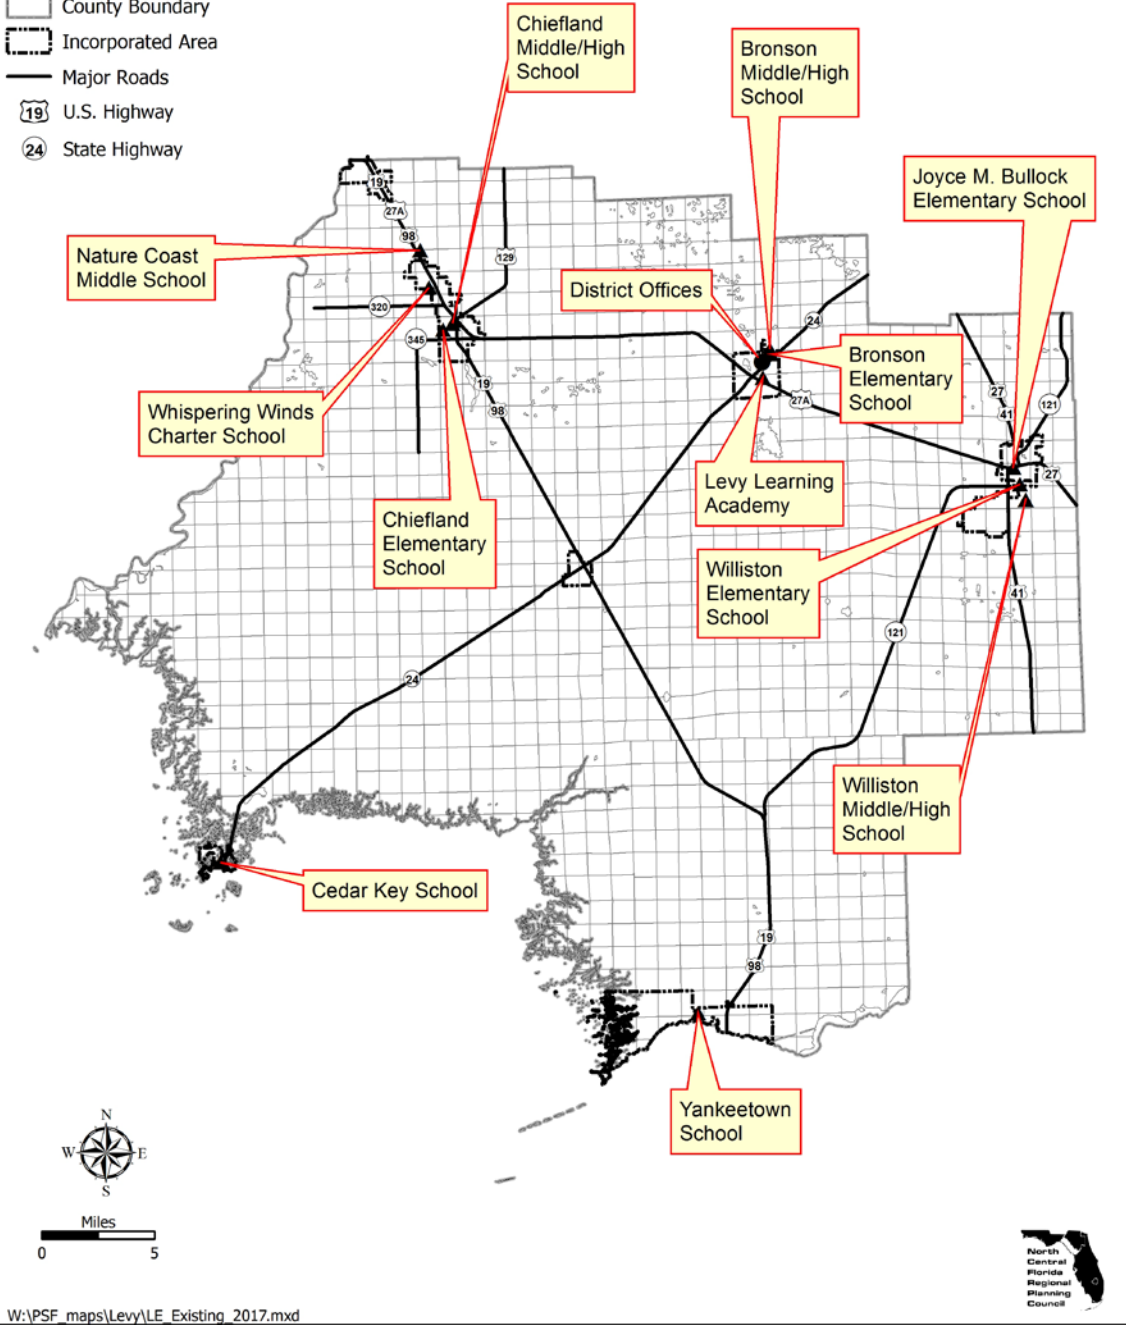 County Boundary
Incorporated Area
Major Roads
19 U.S. Highway
24 State Highway
Chiefland
Middle/High
School
Bronson
Middle/High
School
Joyce M. Bullock
Elementary School
Nature Coast
Middle School
District Offices
Bronson
Elementary
School
Whispering Winds
Charter School
Levy Learning
Academy
Chiefland
Elementary
School
Williston
Elementary
School
Williston
Middle/High
School
Cedar Key School
Yankeetown
School
19
27A
98
129
320
345
19
98
24
27A
27
41
121
27
41
121
24
19
98
N
W
E
S
Miles
0 5
North
Central
Florida
Regional
Planning
Council
W:\PSF_maps\Levy\LE_Existing_2017.mxd